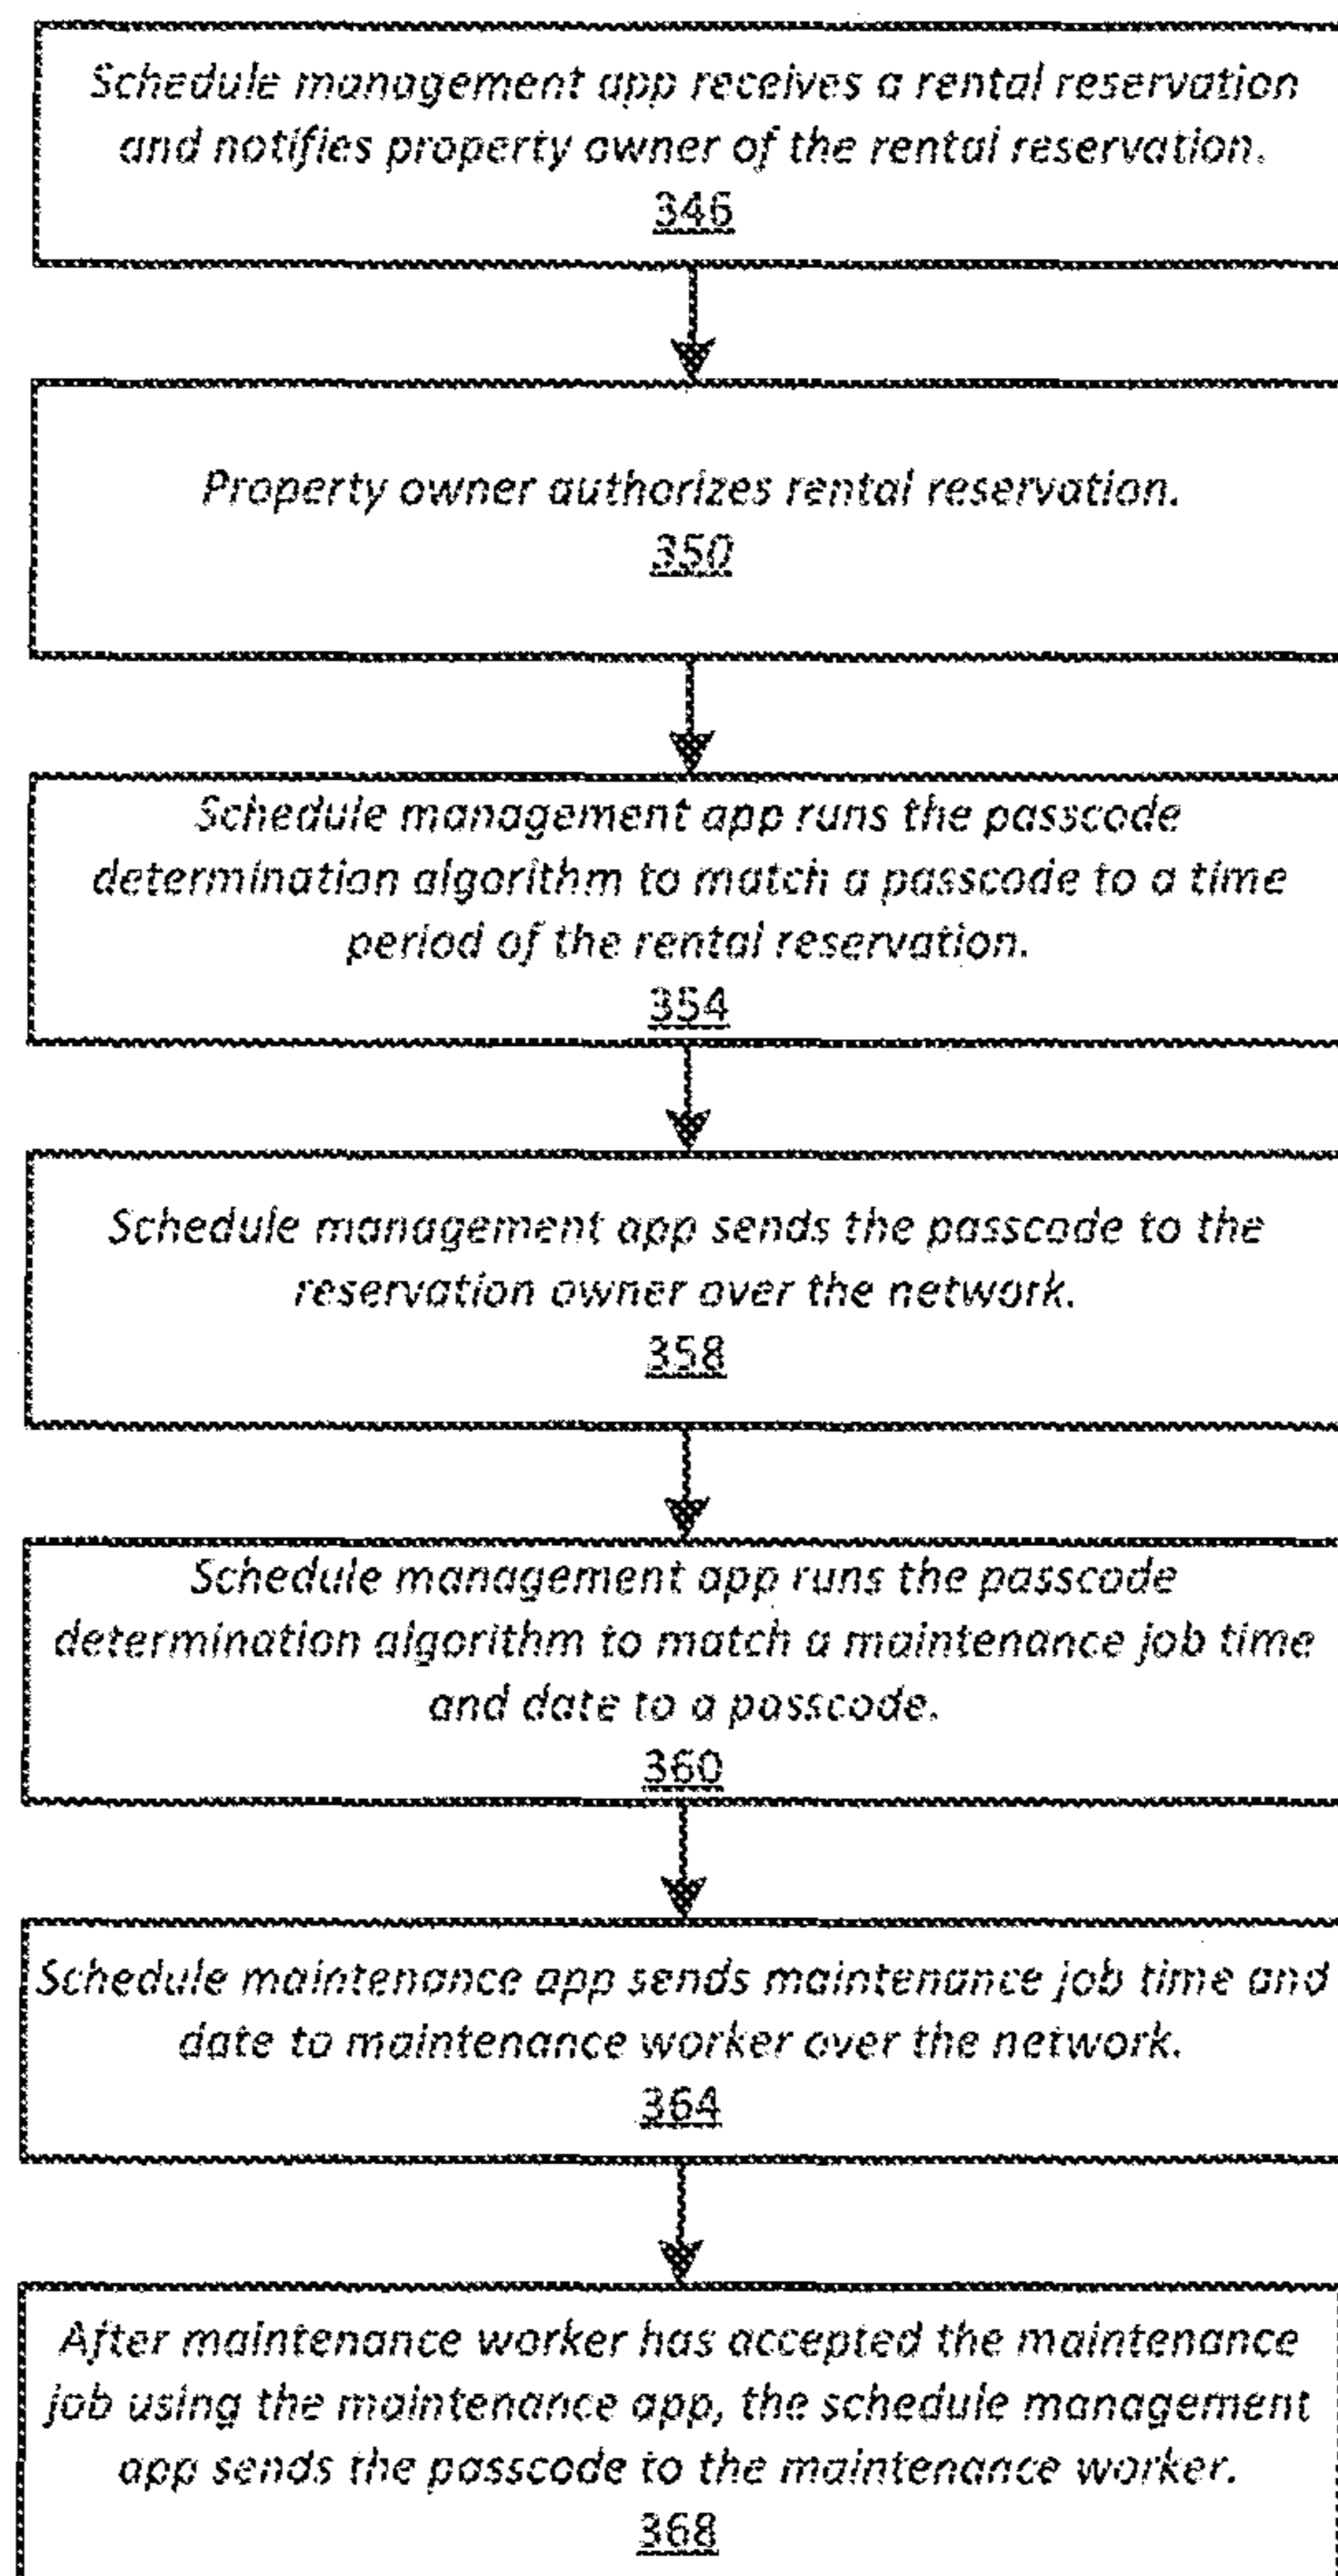 Schedule management app receives a rental reservation
and notifies property owner of the rental reservation.
346
Property owner authorizes rental reservation.
350
Schedule management app runs the passcode
determination algorithm to match a passcode to a time
period of the rental reservation.
354
Schedule management app sends the passcode to the
reservation owner over the network.
358
Schedule management app runs the passcode
determination algorithm to match a maintenance job time
and date to a passcode.
360
Schedule maintenance app sends maintenance job time and
date to maintenance worker over the network.
364
After maintenance worker has accepted the maintenance
job using the maintenance app, the schedule management
app sends the passcode to the maintenance worker.
368